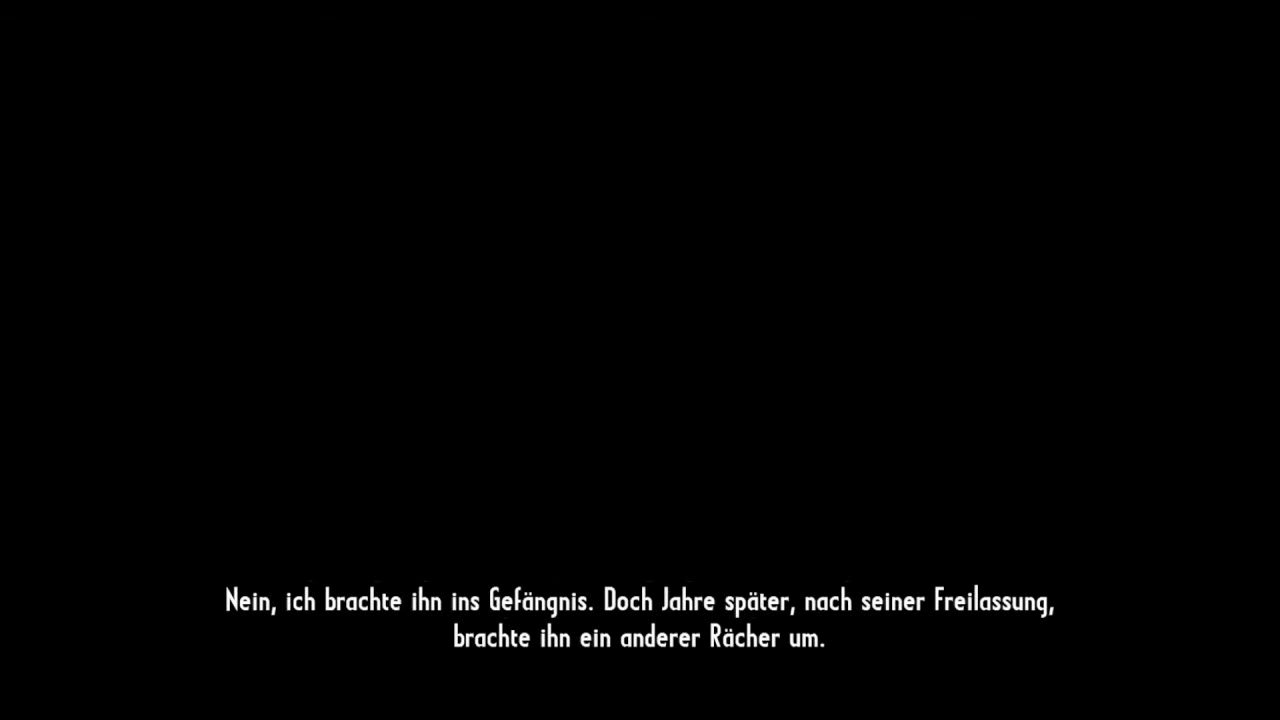 Nein, ich brachte ihn ins Gefängnis. Doch Jahre später, nach seiner Freilassung,
brachte ihn ein anderer Rächer um.